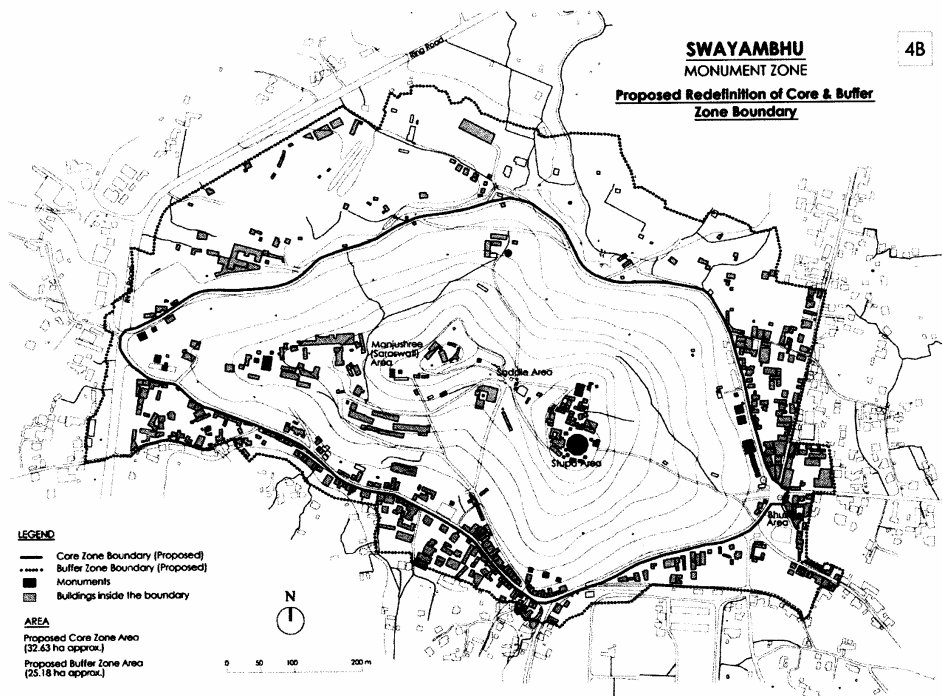 SWAYAMBHU
MONUMENT ZONE
Proposed Redefinition of Core & Buffer
Zone Boundary
4B
Ring Road
Manjushree
(Saraswati)
Area
Saddle Area
Stupa Area
Area
LEGEND
Core Zone Boundary (Proposed)
Buffer Zone Boundary (Proposed)
Monuments
Buildings inside the boundary
AREA
Proposed Core Zone Area
(32.63 ha approx.)
Proposed Buffer Zone Area
(25.18 ha approx.)
N
0 50 100 200 m